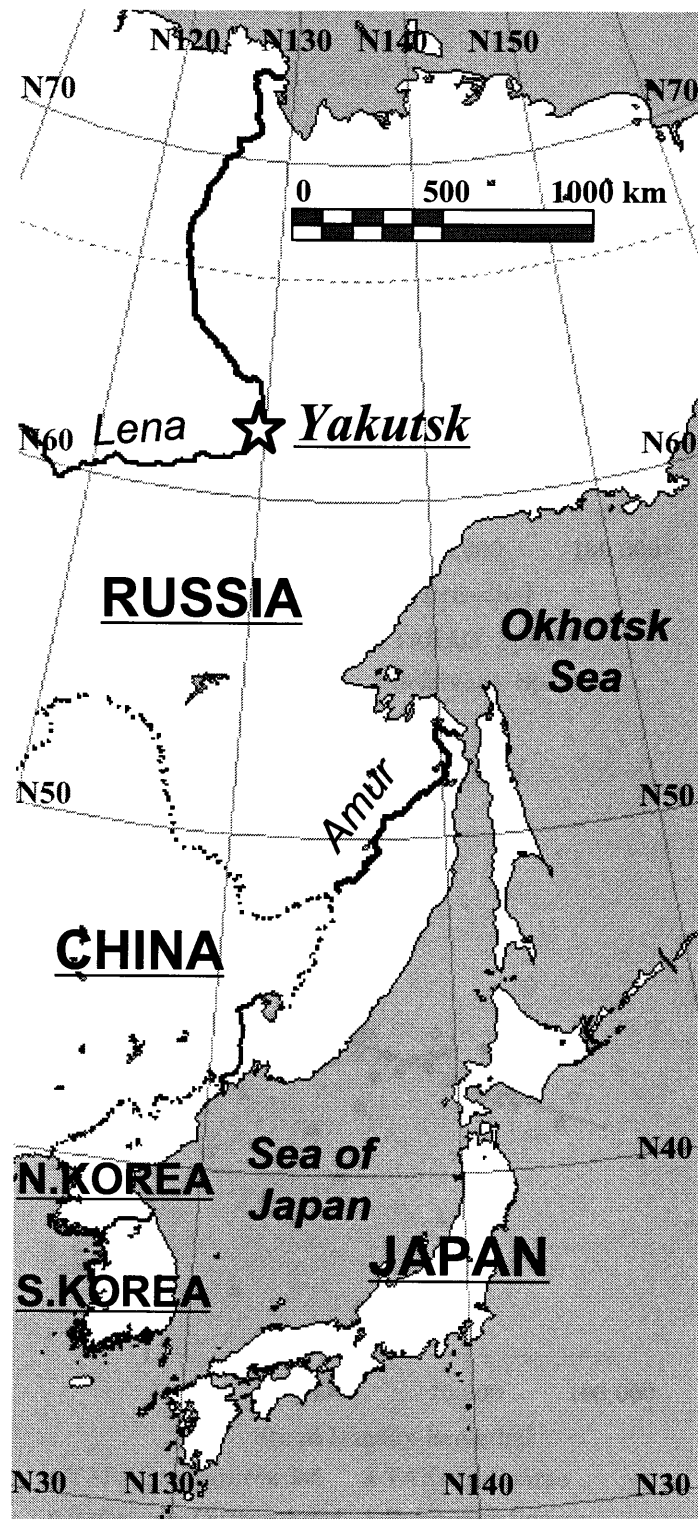 N120 N130 N140 N150
N70 N70
0 500 1000 km
N60 Lena Yakutsk N60
RUSSIA
Okhotsk
Sea
N50 Amur N50
CHINA
N40
Sea of
Japan
N.KOREA
JAPAN
S.KOREA
N30 N130 N140 N30